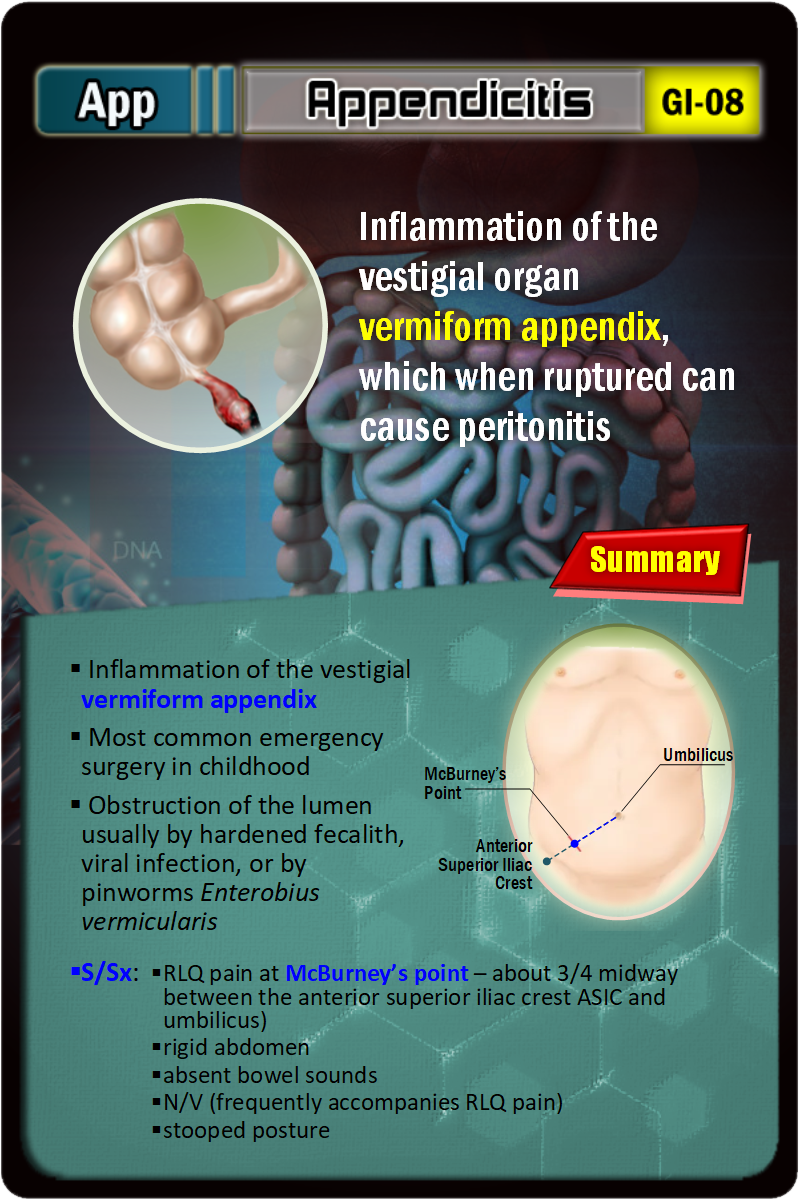 App
Appendicitis
GI-08
Inflammation of the
vestigial organ
vermiform appendix,
which when ruptured can
cause peritonitis
DNA
Summary
▪ Inflammation of the vestigial
vermiform appendix
▪ Most common emergency
surgery in childhood
▪ Obstruction of the lumen
usually by hardened fecalith,
viral infection, or by
pinworms Enterobius
vermicularis
Umbilicus
McBurney's
Point
Anterior
Superior Iliac
Crest
▪S/Sx: ▪RLQ pain at McBurney's point – about 3/4 midway
between the anterior superior iliac crest ASIC and
umbilicus)
▪rigid abdomen
▪absent bowel sounds
▪N/V (frequently accompanies RLQ pain)
▪stooped posture